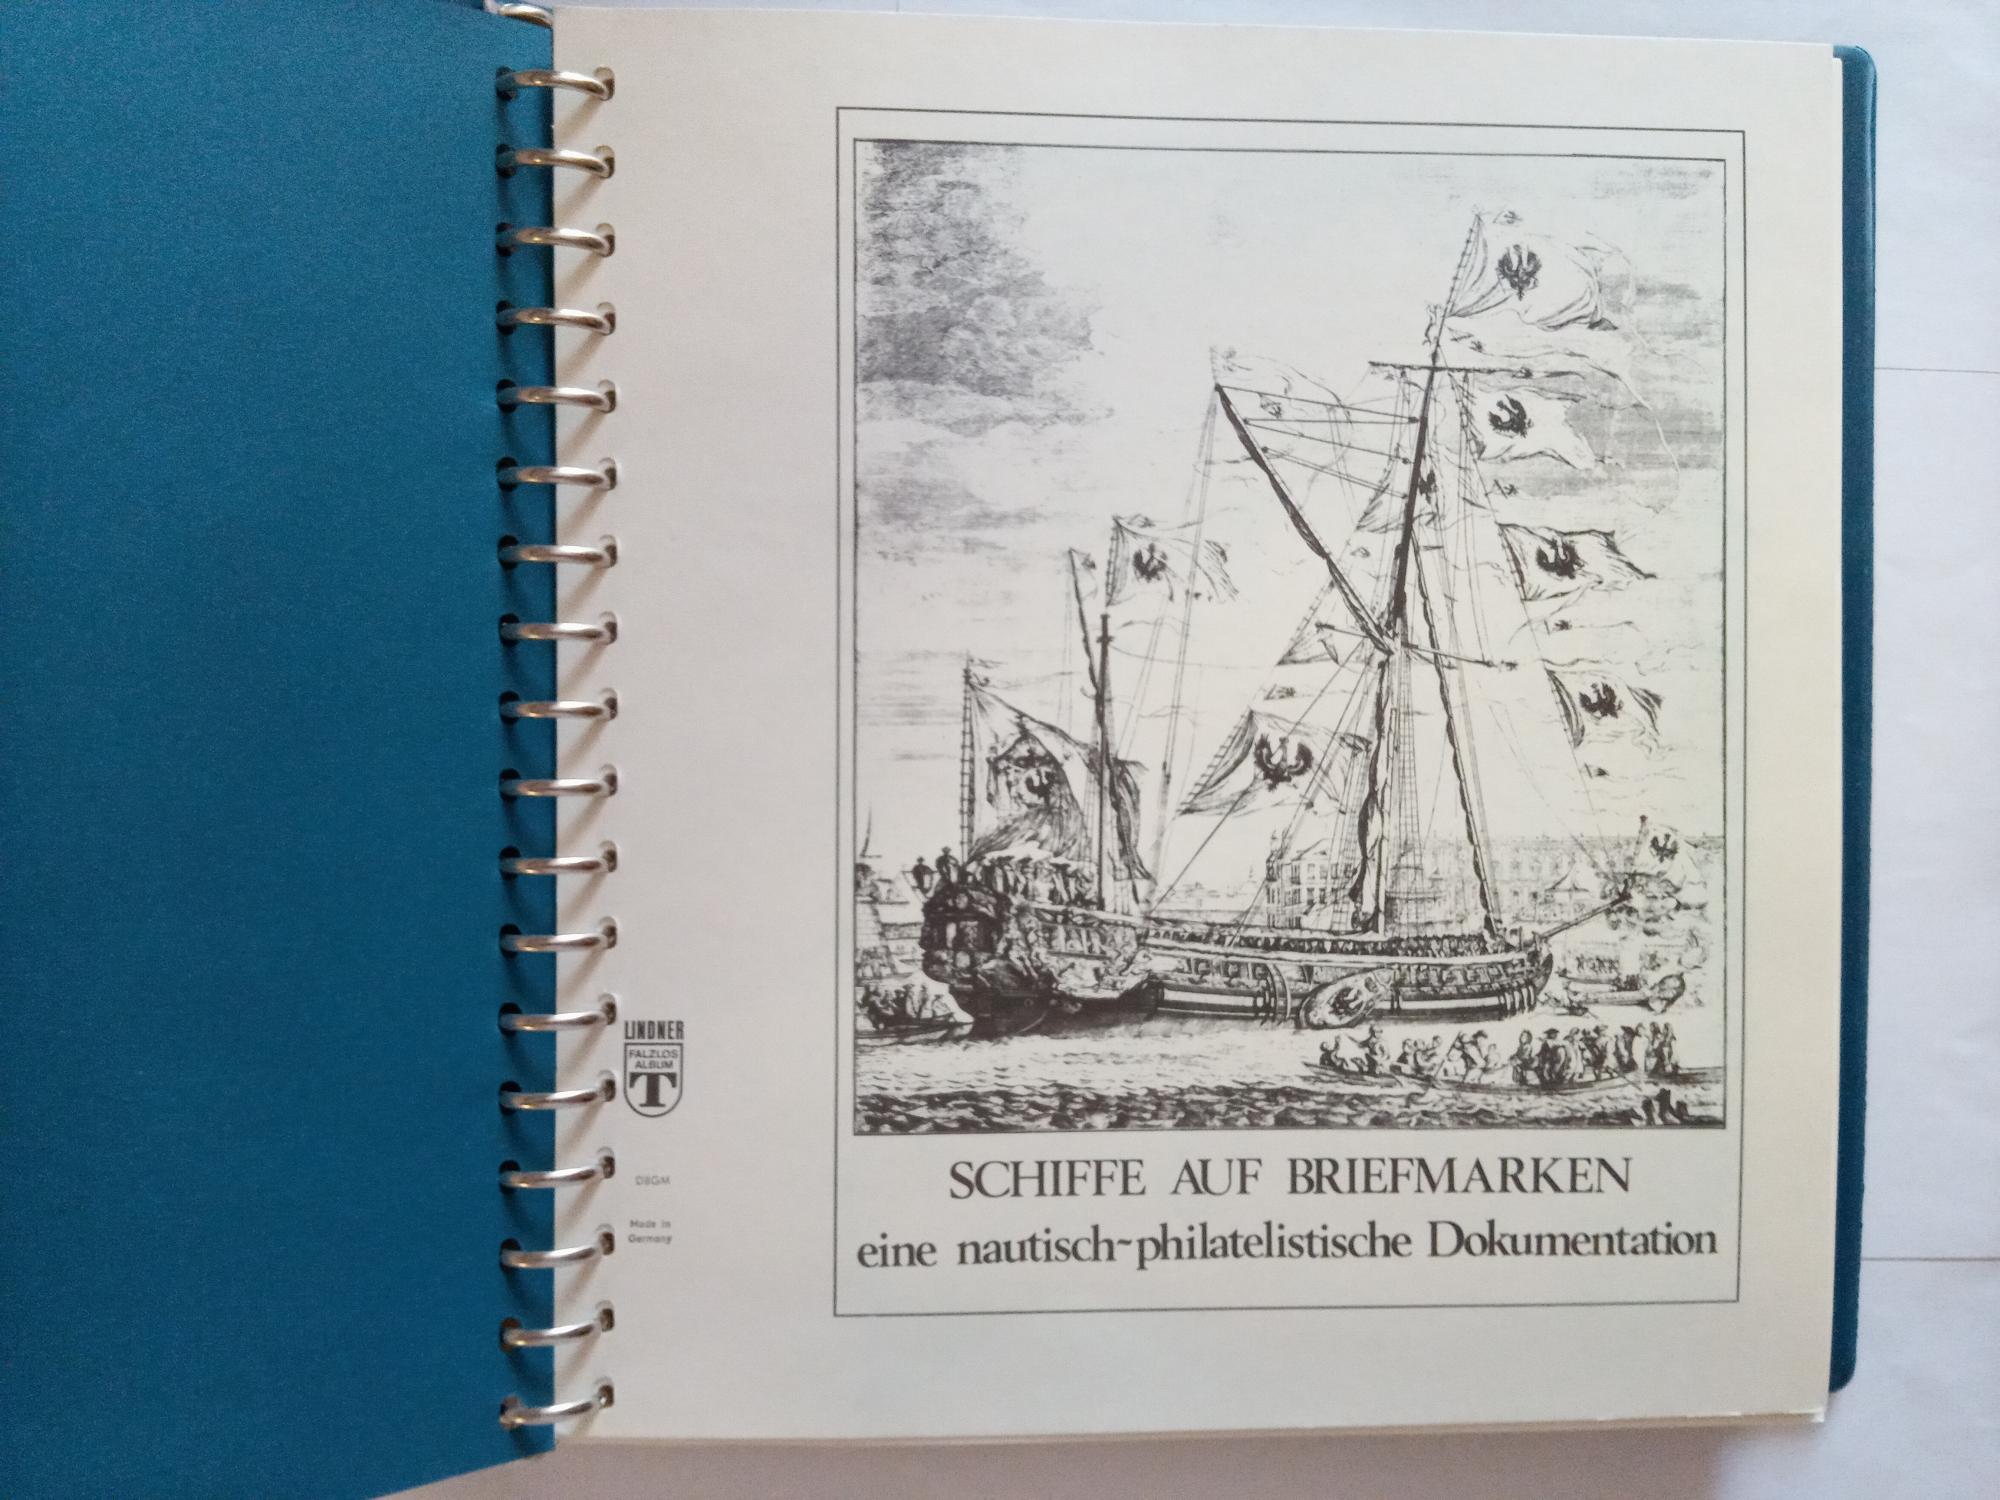 LINDNER
FALZLOS
ALBUM
T
DBGM
Made in
Germany
SCHIFFE AUF BRIEFMARKEN
eine nautisch-philatelistische Dokumentation